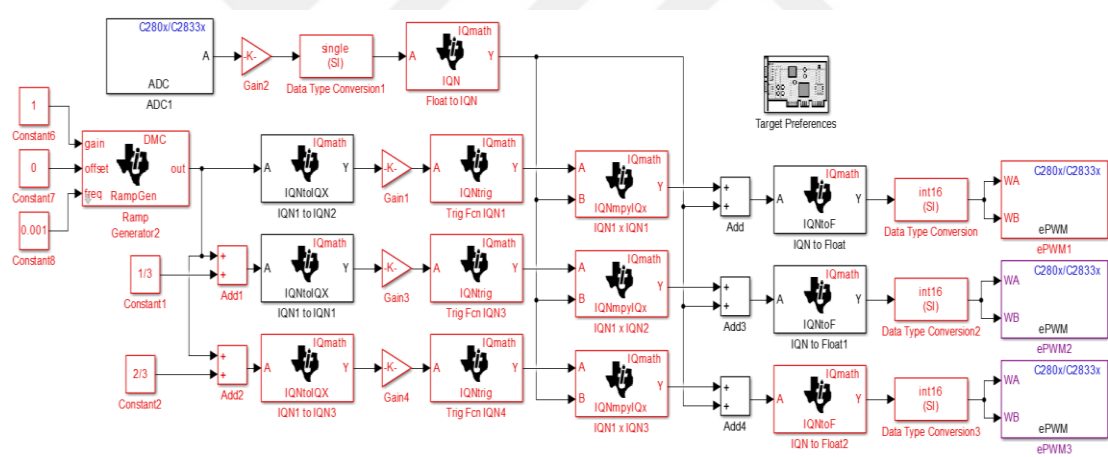 C280x/C2833x
A
ADC
ADC1
-K-
Gain2
single
(SI)
Data Type Conversion1
IQmath
A
Y
IQN
Float to IQN
Target Preferences
1
Constant6
0
Constant7
0.001
Constant8
DMC
gain
offset
out
freq
RampGen
Ramp
Generator2
IQmath
A
Y
IQNtoIQX
IQN1 to IQN2
-K-
Gain1
IQmath
A
Y
IQNtrig
Trig Fcn IQN1
IQmath
A
Y
B
IQNmpyIQx
IQN1 x IQN1
+
+
Add
IQmath
A
Y
IQNtoF
IQN to Float
int16
(SI)
Data Type Conversion
C280x/C2833x
WA
WB
ePWM
ePWM1
1/3
Constant1
+
+
Add1
IQmath
A
Y
IQNtoIQX
IQN1 to IQN1
-K-
Gain3
IQmath
A
Y
IQNtrig
Trig Fcn IQN3
IQmath
A
Y
B
IQNmpyIQx
IQN1 x IQN2
+
+
Add3
IQmath
A
Y
IQNtoF
IQN to Float1
int16
(SI)
Data Type Conversion2
C280x/C2833x
WA
WB
ePWM
ePWM2
2/3
Constant2
+
+
Add2
IQmath
A
Y
IQNtoIQX
IQN1 to IQN3
-K-
Gain4
IQmath
A
Y
IQNtrig
Trig Fcn IQN4
IQmath
A
Y
B
IQNmpyIQx
IQN1 x IQN3
+
+
Add4
IQmath
A
Y
IQNtoF
IQN to Float2
int16
(SI)
Data Type Conversion3
C280x/C2833x
WA
WB
ePWM
ePWM3